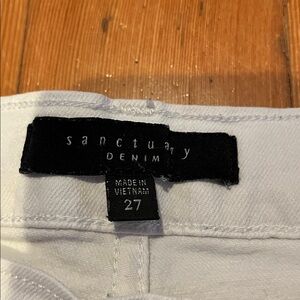 sanctuary
DENIM
MADE IN
VIETNAM
27